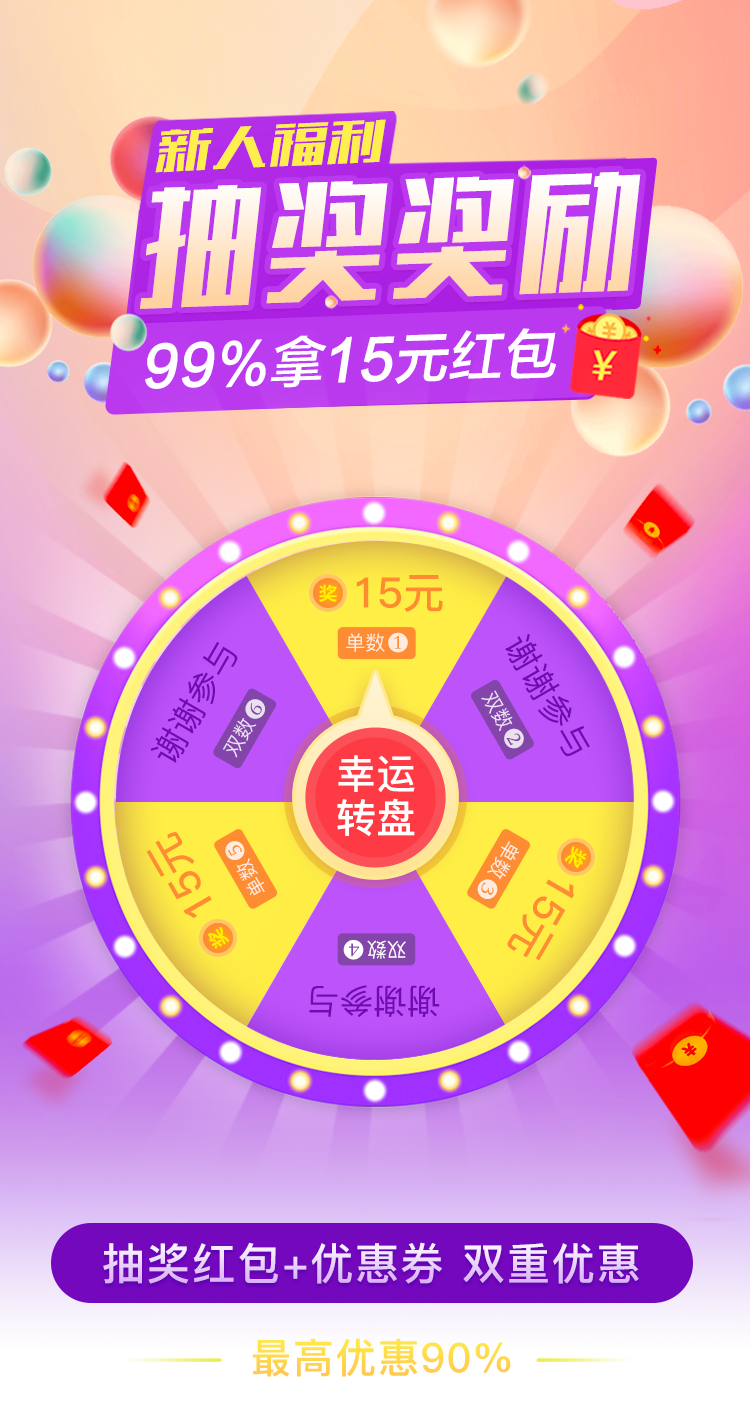 新人福利
抽奖奖励
99%拿15元红包
¥
奖 15元
单数 1
谢谢参与
双数 2
奖 15元
单数 3
双数 4
谢谢参与
奖 15元
单数 5
谢谢参与
双数 6
幸运
转盘
抽奖红包+优惠券 双重优惠
最高优惠90%